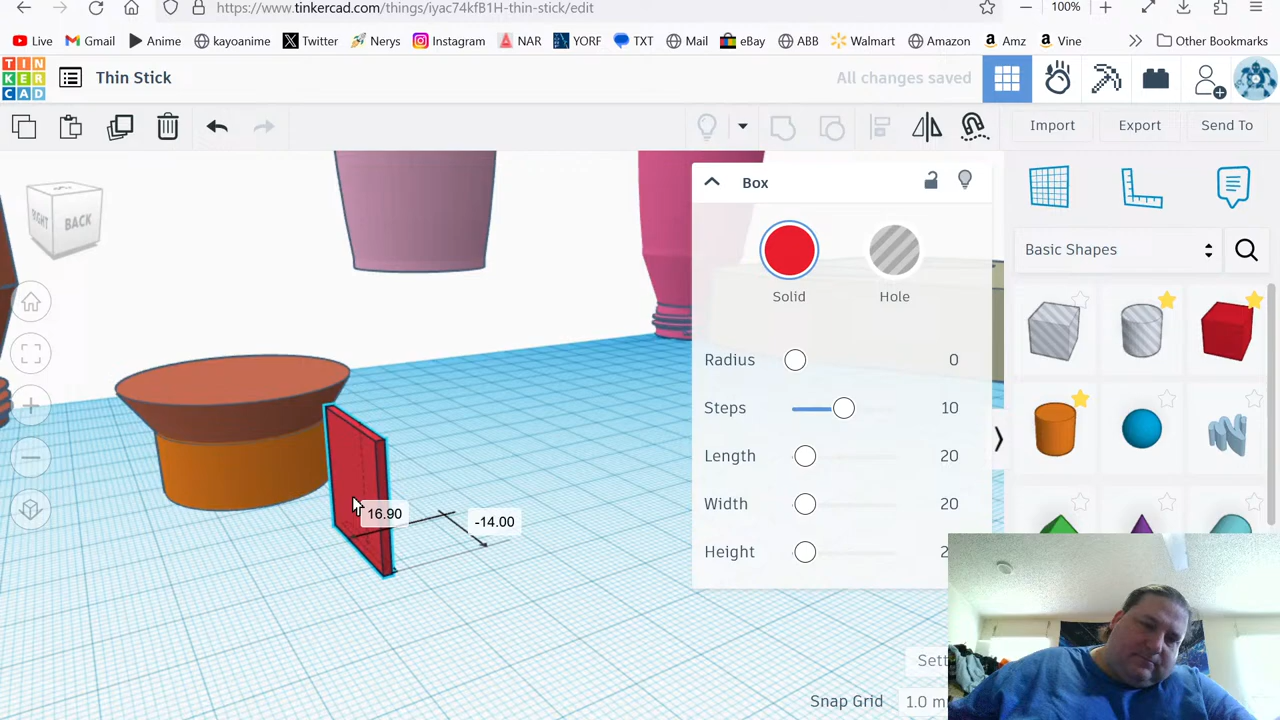 https://www.tinkercad.com/things/iyac74kfB1H-thin-stick/edit
100%
Live Gmail Anime kayoanime Twitter Nerys Instagram NAR YORF TXT Mail eBay ABB Walmart Amazon Amz Vine Other Bookmarks
TIN
KER
CAD
Thin Stick
All changes saved
Import Export Send To
Box
RIGHT BACK
Solid Hole
Basic Shapes
Radius 0
Steps 10
Length 20
Width 20
Height
16.90
-14.00
Snap Grid 1.0